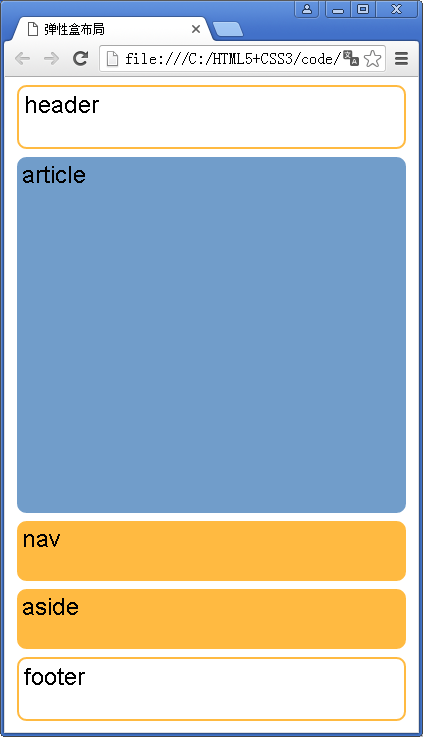 弹性盒布局
file:///C:/HTML5+CSS3/code/
header
article
nav
aside
footer